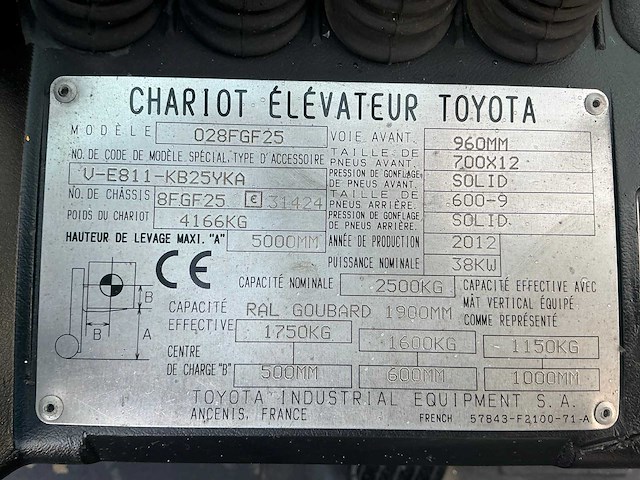 CHARIOT ÉLÉVATEUR TOYOTA
MODÈLE 028FGF25
NO. DE CODE DE MODÈLE. SPÉCIAL. TYPE D'ACCESSOIRE
V-E811-KB25YKA
NO. DE CHÂSSIS 8FGF25 E 31424
POIDS DU CHARIOT 4166KG
HAUTEUR DE LEVAGE MAXI. "A" 5000MM
VOIE AVANT. 960MM
TAILLE DE PNEUS AVANT. 7.00X12
PRESSION DE GONFLAGE DE PNEUS AVANT. SOLID
TAILLE DE PNEUS ARRIÈRE. 600-9
PRESSION DE GONFLAGE DE PNEUS ARRIÈRE. SOLID
ANNÉE DE PRODUCTION 2012
PUISSANCE NOMINALE 38KW
CE
CAPACITÉ NOMINALE 2500KG
CAPACITÉ EFFECTIVE AVEC
MÂT VERTICAL ÉQUIPÉ
COMME REPRÉSENTÉ
B
B
A
CAPACITÉ EFFECTIVE
RAL GOUBARD 1900MM
1750KG 1600KG 1150KG
CENTRE DE CHARGE "B"
500MM 600MM 1000MM
TOYOTA INDUSTRIAL EQUIPMENT S.A.
ANCENIS, FRANCE
FRENCH 57843-F2100-71-A